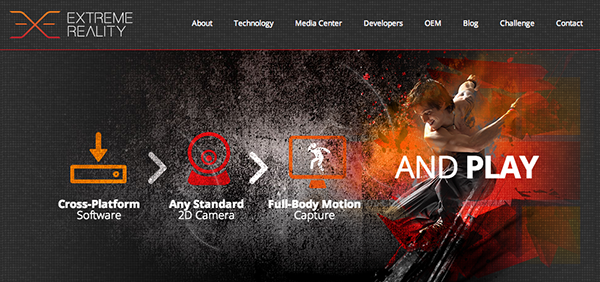 EXTREME
REALITY
About Technology Media Center Developers OEM Blog Challenge Contact
Cross-Platform
Software
Any Standard
2D Camera
Full-Body Motion
Capture
AND PLAY